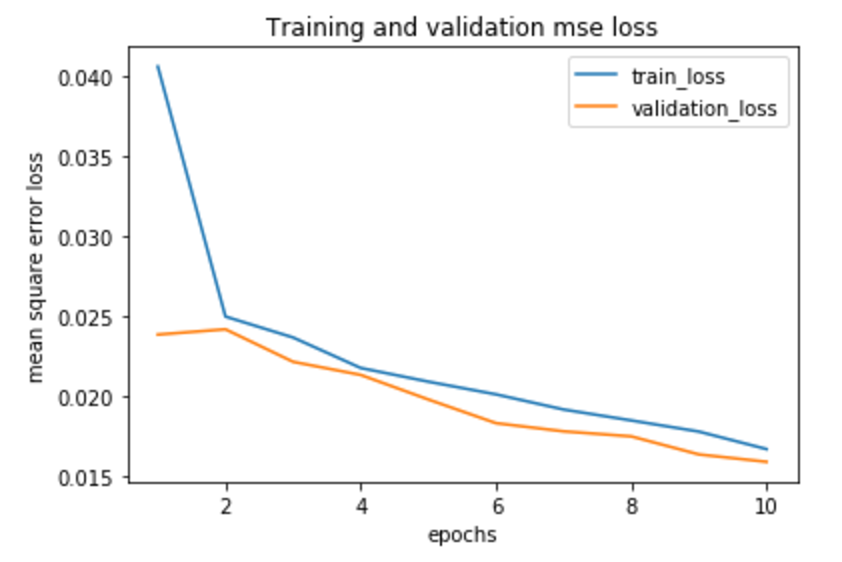 Training and validation mse loss
train_loss
validation_loss
mean square error loss
0.040
0.035
0.030
0.025
0.020
0.015
2 4 6 8 10
epochs